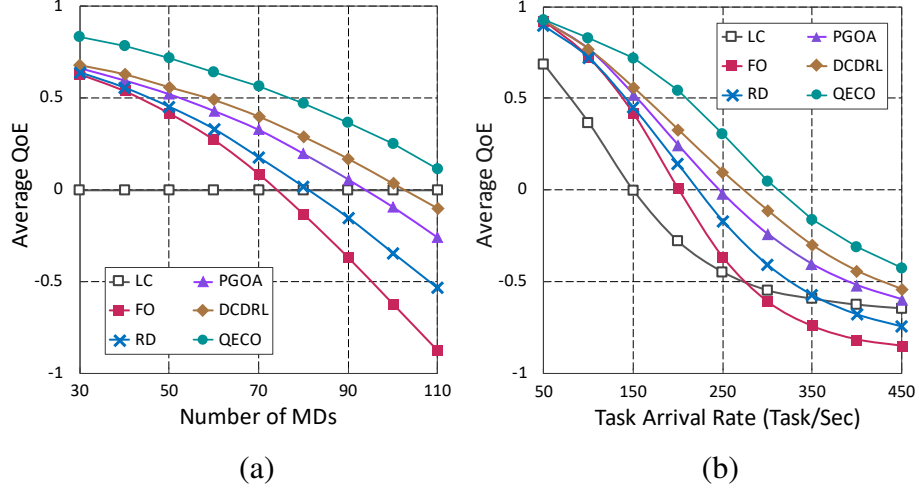 Average QoE
1
0.5
0
-0.5
-1
LC
PGOA
FO
DCDRL
RD
QECO
30
50
70
90
110
Number of MDs
(a)
Average QoE
1
0.5
0
-0.5
-1
LC
PGOA
FO
DCDRL
RD
QECO
50
150
250
350
450
Task Arrival Rate (Task/Sec)
(b)